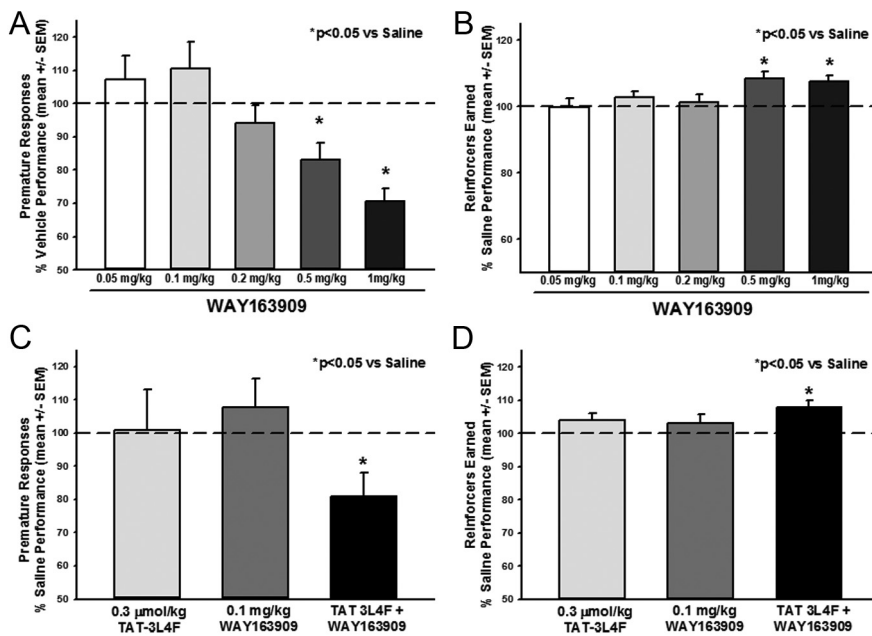 A
Premature Responses
% Vehicle Performance (mean +/- SEM)
*p<0.05 vs Saline
120
110
100
90
80
70
60
50
*
*
0.05 mg/kg 0.1 mg/kg 0.2 mg/kg 0.5 mg/kg 1mg/kg
WAY163909
B
Reinforcers Earned
% Saline Performance (mean +/- SEM)
*p<0.05 vs Saline
120
100
80
60
*
*
0.05 mg/kg 0.1 mg/kg 0.2 mg/kg 0.5 mg/kg 1mg/kg
WAY163909
C
Premature Responses
% Saline Performance (mean +/- SEM)
*p<0.05 vs Saline
120
110
100
90
80
70
60
50
*
0.3 µmol/kg 0.1 mg/kg TAT 3L4F +
TAT-3L4F WAY163909 WAY163909
D
Reinforcers Earned
% Saline Performance (mean +/- SEM)
*p<0.05 vs Saline
120
110
100
90
80
70
60
50
*
0.3 µmol/kg 0.1 mg/kg TAT 3L4F +
TAT-3L4F WAY163909 WAY163909